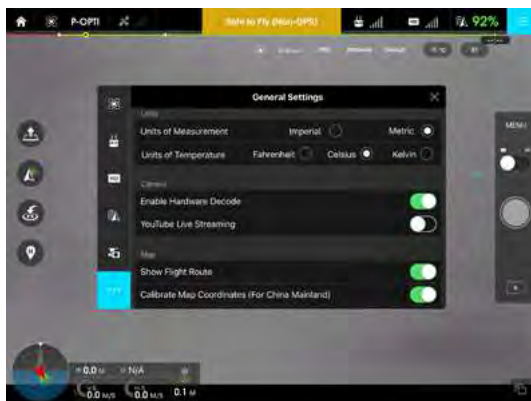 P-OPTI
Safe to Fly (Non-GPS)
92%
General Settings
Units
Units of Measurement Imperial Metric
Units of Temperature Fahrenheit Celsius Kelvin
Camera
Enable Hardware Decode
YouTube Live Streaming
Map
Show Flight Route
Calibrate Map Coordinates (For China Mainland)
MENU
0.0 M N/A
0.0 M/S 0.0 M/S 0.1 M